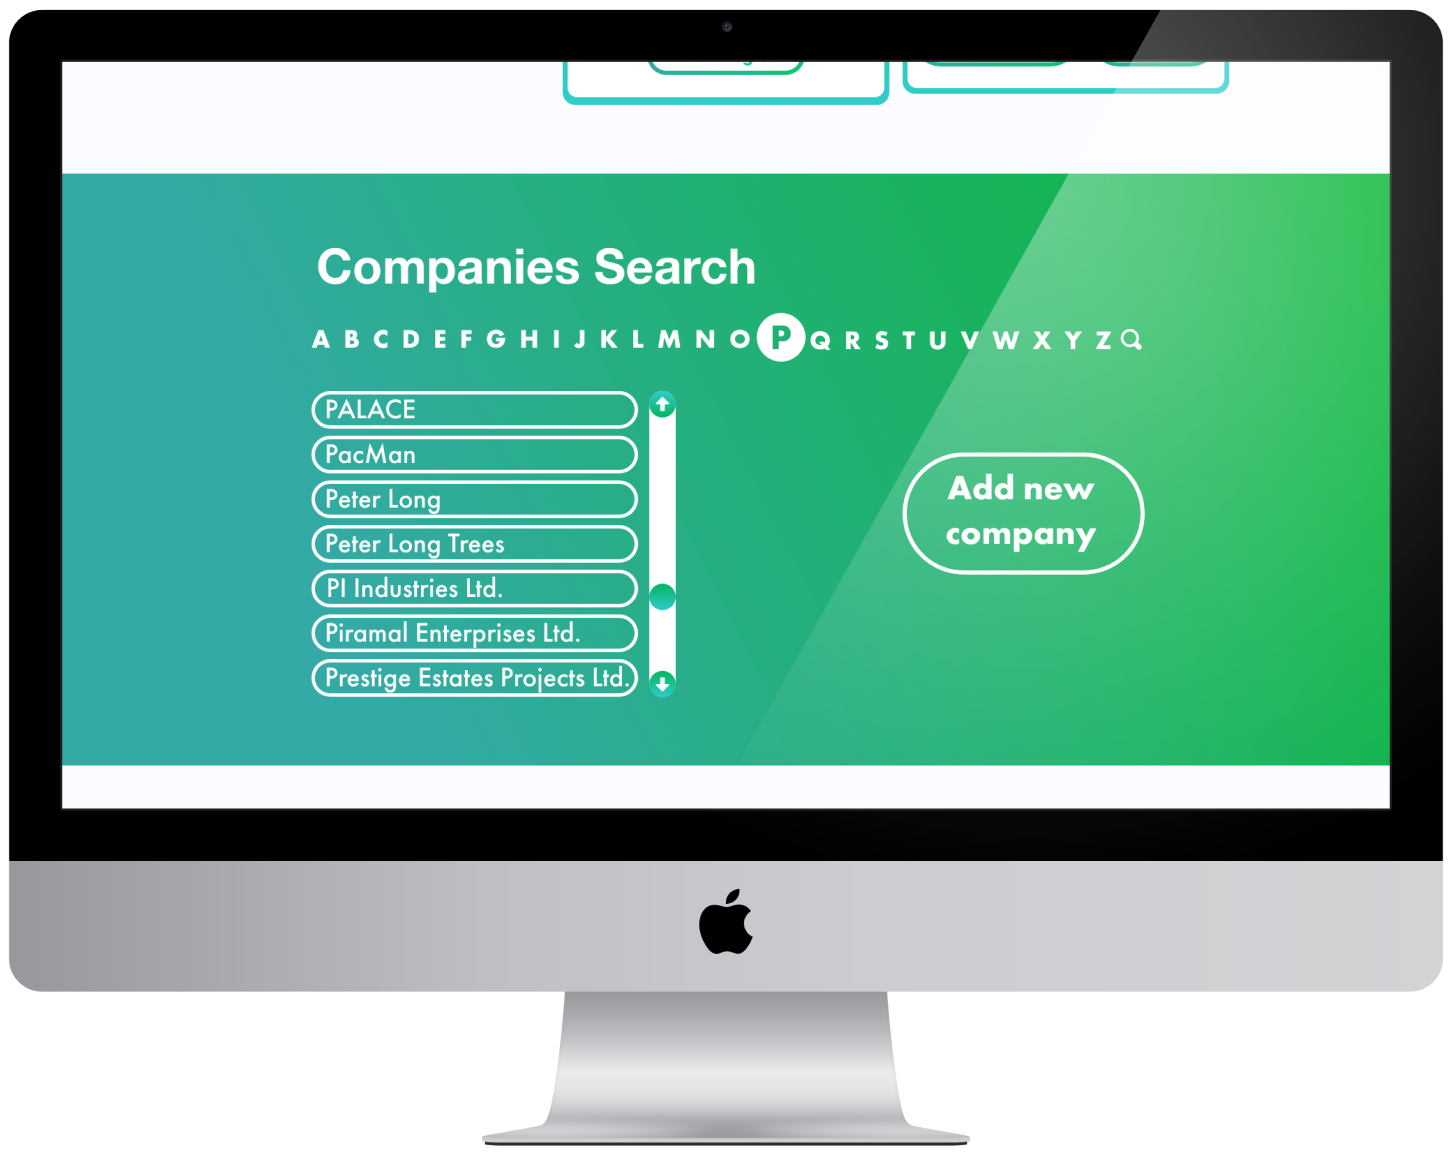 Companies Search
A B C D E F G H I J K L M N O P Q R S T U V W X Y Z
PALACE
PacMan
Peter Long
Peter Long Trees
PI Industries Ltd.
Piramal Enterprises Ltd.
Prestige Estates Projects Ltd.
Add new
company